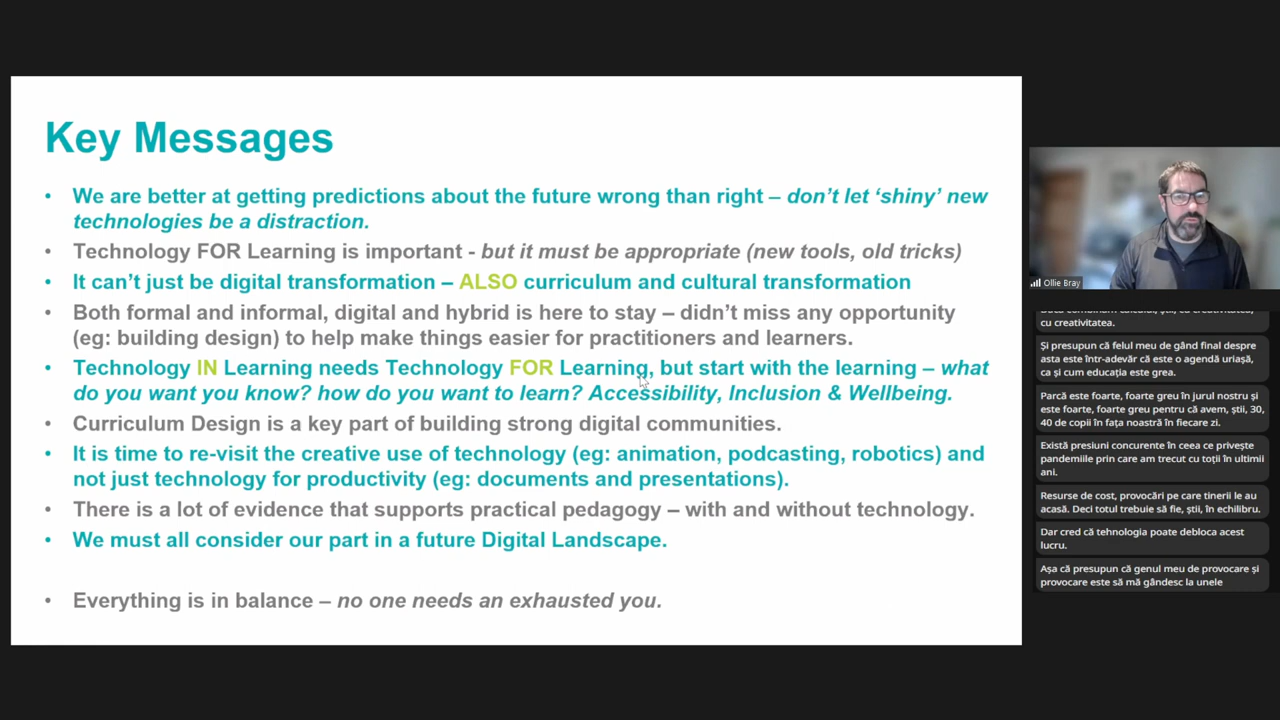 Key Messages
• We are better at getting predictions about the future wrong than right – don't let 'shiny' new
technologies be a distraction.
• Technology FOR Learning is important - but it must be appropriate (new tools, old tricks)
• It can't just be digital transformation – ALSO curriculum and cultural transformation
• Both formal and informal, digital and hybrid is here to stay – didn't miss any opportunity
(eg: building design) to help make things easier for practitioners and learners.
• Technology IN Learning needs Technology FOR Learning, but start with the learning – what
do you want you know? how do you want to learn? Accessibility, Inclusion & Wellbeing.
• Curriculum Design is a key part of building strong digital communities.
• It is time to re-visit the creative use of technology (eg: animation, podcasting, robotics) and
not just technology for productivity (eg: documents and presentations).
• There is a lot of evidence that supports practical pedagogy – with and without technology.
• We must all consider our part in a future Digital Landscape.
• Everything is in balance – no one needs an exhausted you.
Ollie Bray
cu creativitatea.
Și presupun că felul meu de gând final despre
asta este într-adevăr că este o agendă uriașă,
ca și cum educația este grea.
Parcă este foarte, foarte greu în jurul nostru și
este foarte, foarte greu pentru că avem, știi, 30,
40 de copii în fața noastră în fiecare zi.
Există presiuni concurente în ceea ce privește
pandemiile prin care am trecut cu toții în ultimii
ani.
Resurse de cost, provocări pe care tinerii le au
acasă. Deci totul trebuie să fie, știi, în echilibru.
Dar cred că tehnologia poate debloca acest
lucru.
Așa că presupun că genul meu de provocare și
provocare este să mă gândesc la unele